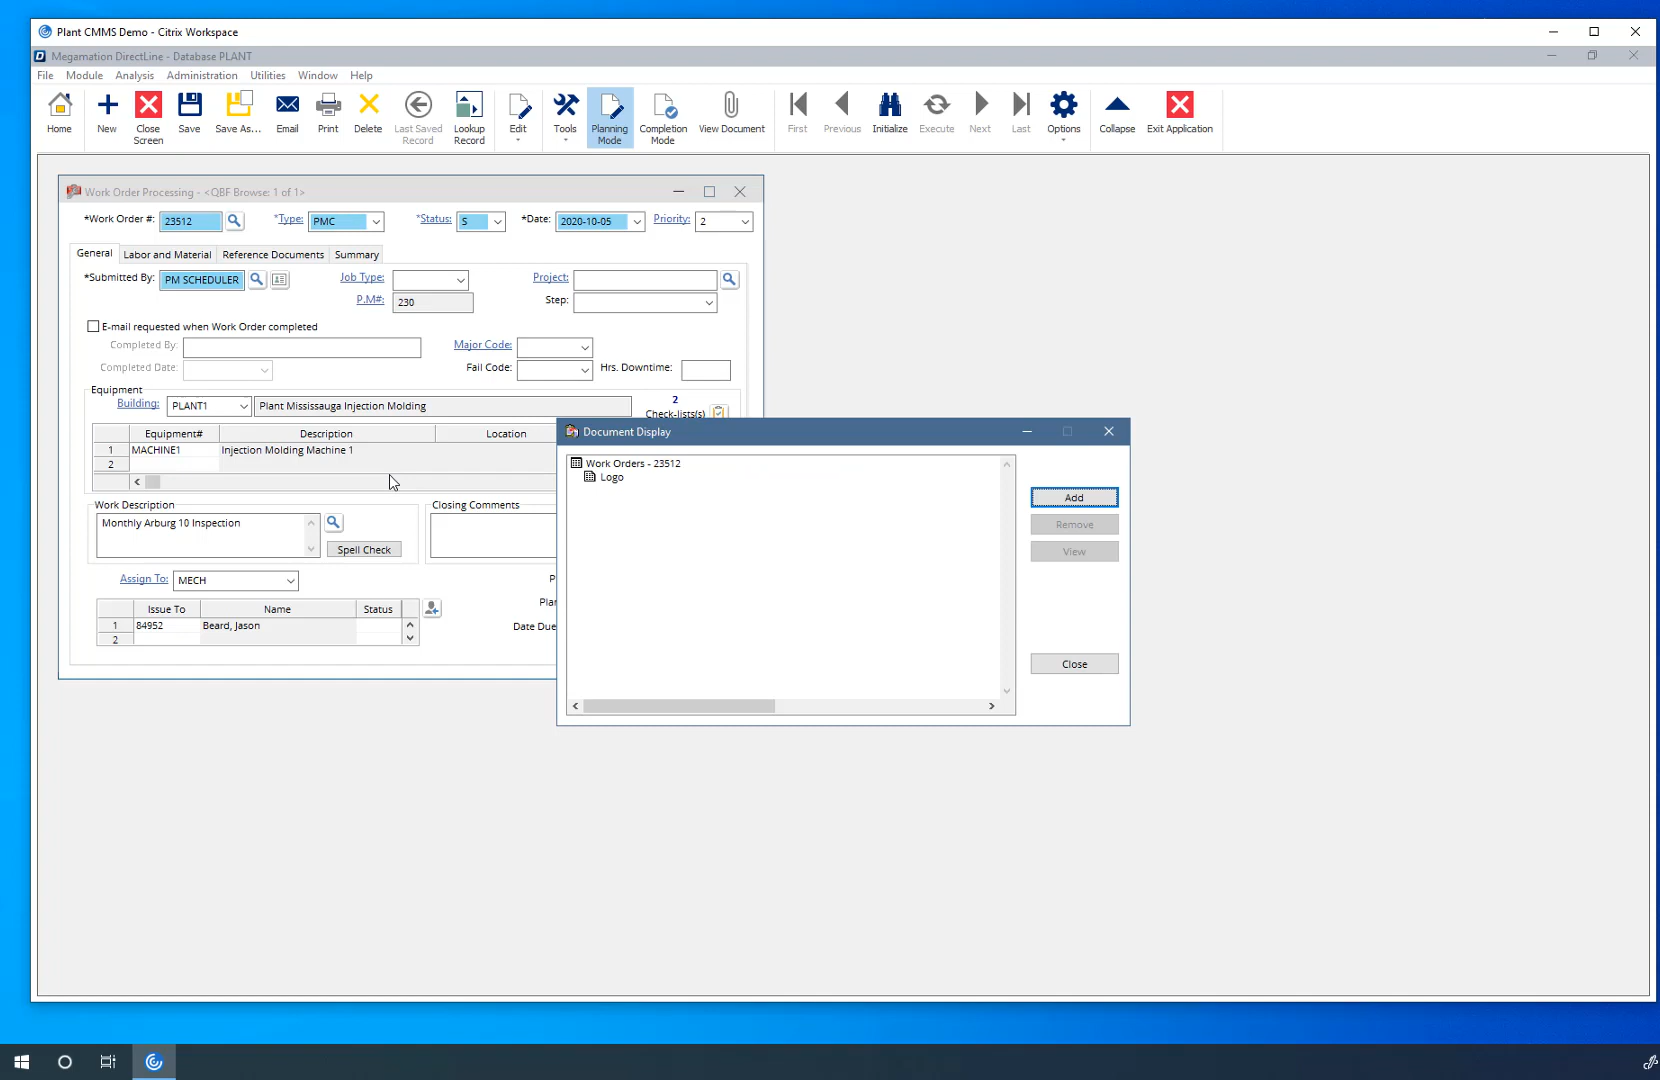 Plant CMMS Demo - Citrix Workspace
Megamation DirectLine - Database PLANT
File Module Analysis Administration Utilities Window Help
Home New Close Screen Save Save As... Email Print Delete Last Saved Record Lookup Record Edit Tools Planning Mode Completion Mode View Document First Previous Initialize Execute Next Last Options Collapse Exit Application
Work Order Processing - <QBF Browse: 1 of 1>
*Work Order #: 23512 *Type: PMC *Status: S *Date: 2020-10-05 Priority: 2
General Labor and Material Reference Documents Summary
*Submitted By: PM SCHEDULER Job Type: Project:
P.M#: 230 Step:
E-mail requested when Work Order completed
Completed By: Major Code:
Completed Date: Fail Code: Hrs. Downtime:
Equipment
Building: PLANT1 Plant Mississauga Injection Molding 2
Check-lists(s)
Equipment# Description Location
1 MACHINE1 Injection Molding Machine 1
2
Work Description Closing Comments
Monthly Arburg 10 Inspection
Spell Check
Assign To: MECH
Issue To Name Status
1 84952 Beard, Jason
2
P
Plan
Date Due
Document Display
Work Orders - 23512
Logo
Add
Remove
View
Close